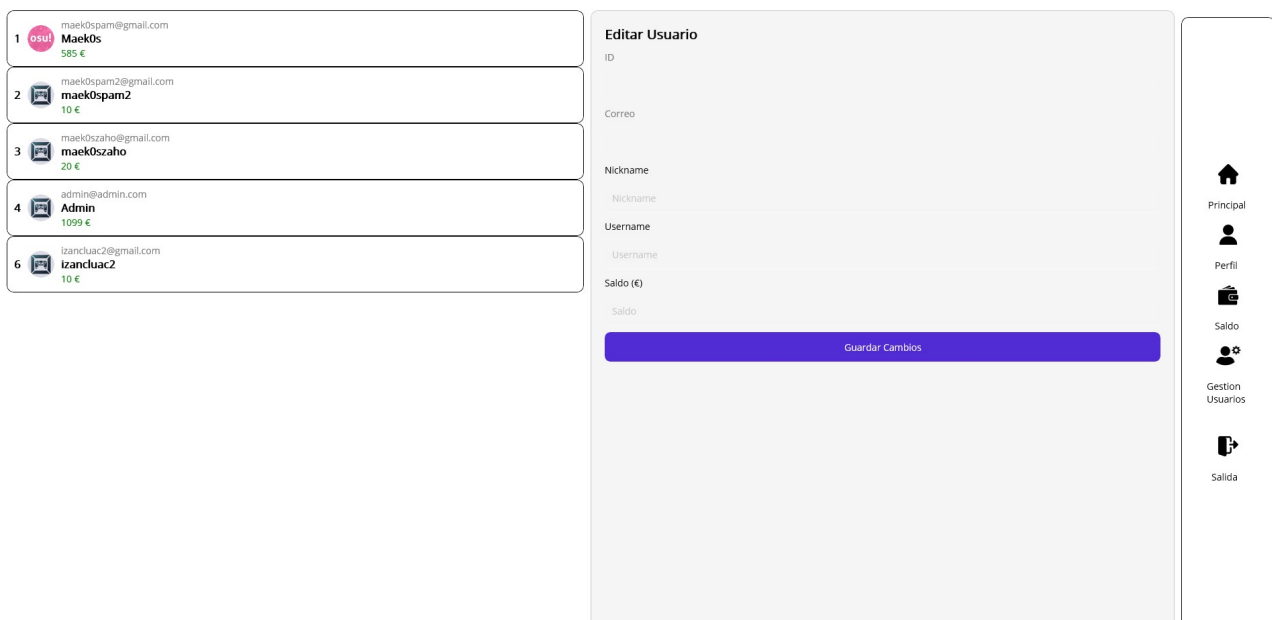 1
osu!
maek0spam@gmail.com
Maek0s
585 €
2
maek0spam2@gmail.com
maek0spam2
10 €
3
maek0szaho@gmail.com
maek0szaho
20 €
4
admin@admin.com
Admin
1099 €
6
izancluac2@gmail.com
izancluac2
10 €
Editar Usuario
ID
Correo
Nickname
Nickname
Username
Username
Saldo (€)
Saldo
Guardar Cambios
Principal
Perfil
Saldo
Gestion
Usuarios
Salida